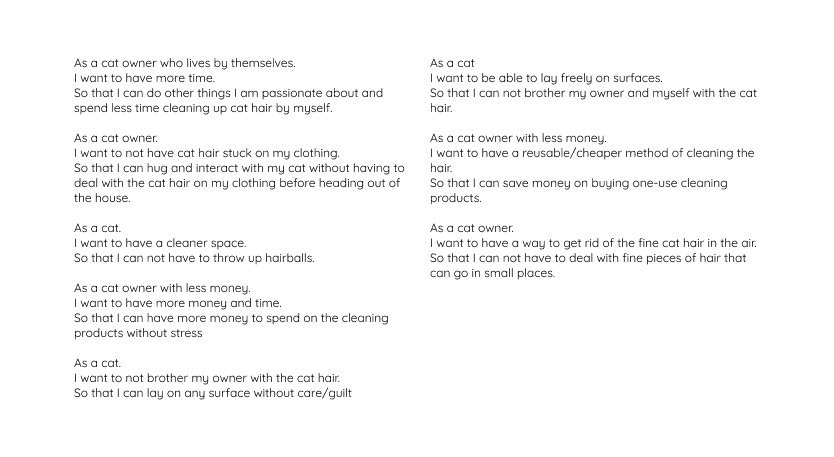 As a cat owner who lives by themselves.
I want to have more time.
So that I can do other things I am passionate about and
spend less time cleaning up cat hair by myself.

As a cat owner.
I want to not have cat hair stuck on my clothing.
So that I can hug and interact with my cat without having to
deal with the cat hair on my clothing before heading out of
the house.

As a cat.
I want to have a cleaner space.
So that I can not have to throw up hairballs.

As a cat owner with less money.
I want to have more money and time.
So that I can have more money to spend on the cleaning
products without stress

As a cat.
I want to not brother my owner with the cat hair.
So that I can lay on any surface without care/guilt

As a cat
I want to be able to lay freely on surfaces.
So that I can not brother my owner and myself with the cat
hair.

As a cat owner with less money.
I want to have a reusable/cheaper method of cleaning the
hair.
So that I can save money on buying one-use cleaning
products.

As a cat owner.
I want to have a way to get rid of the fine cat hair in the air.
So that I can not have to deal with fine pieces of hair that
can go in small places.